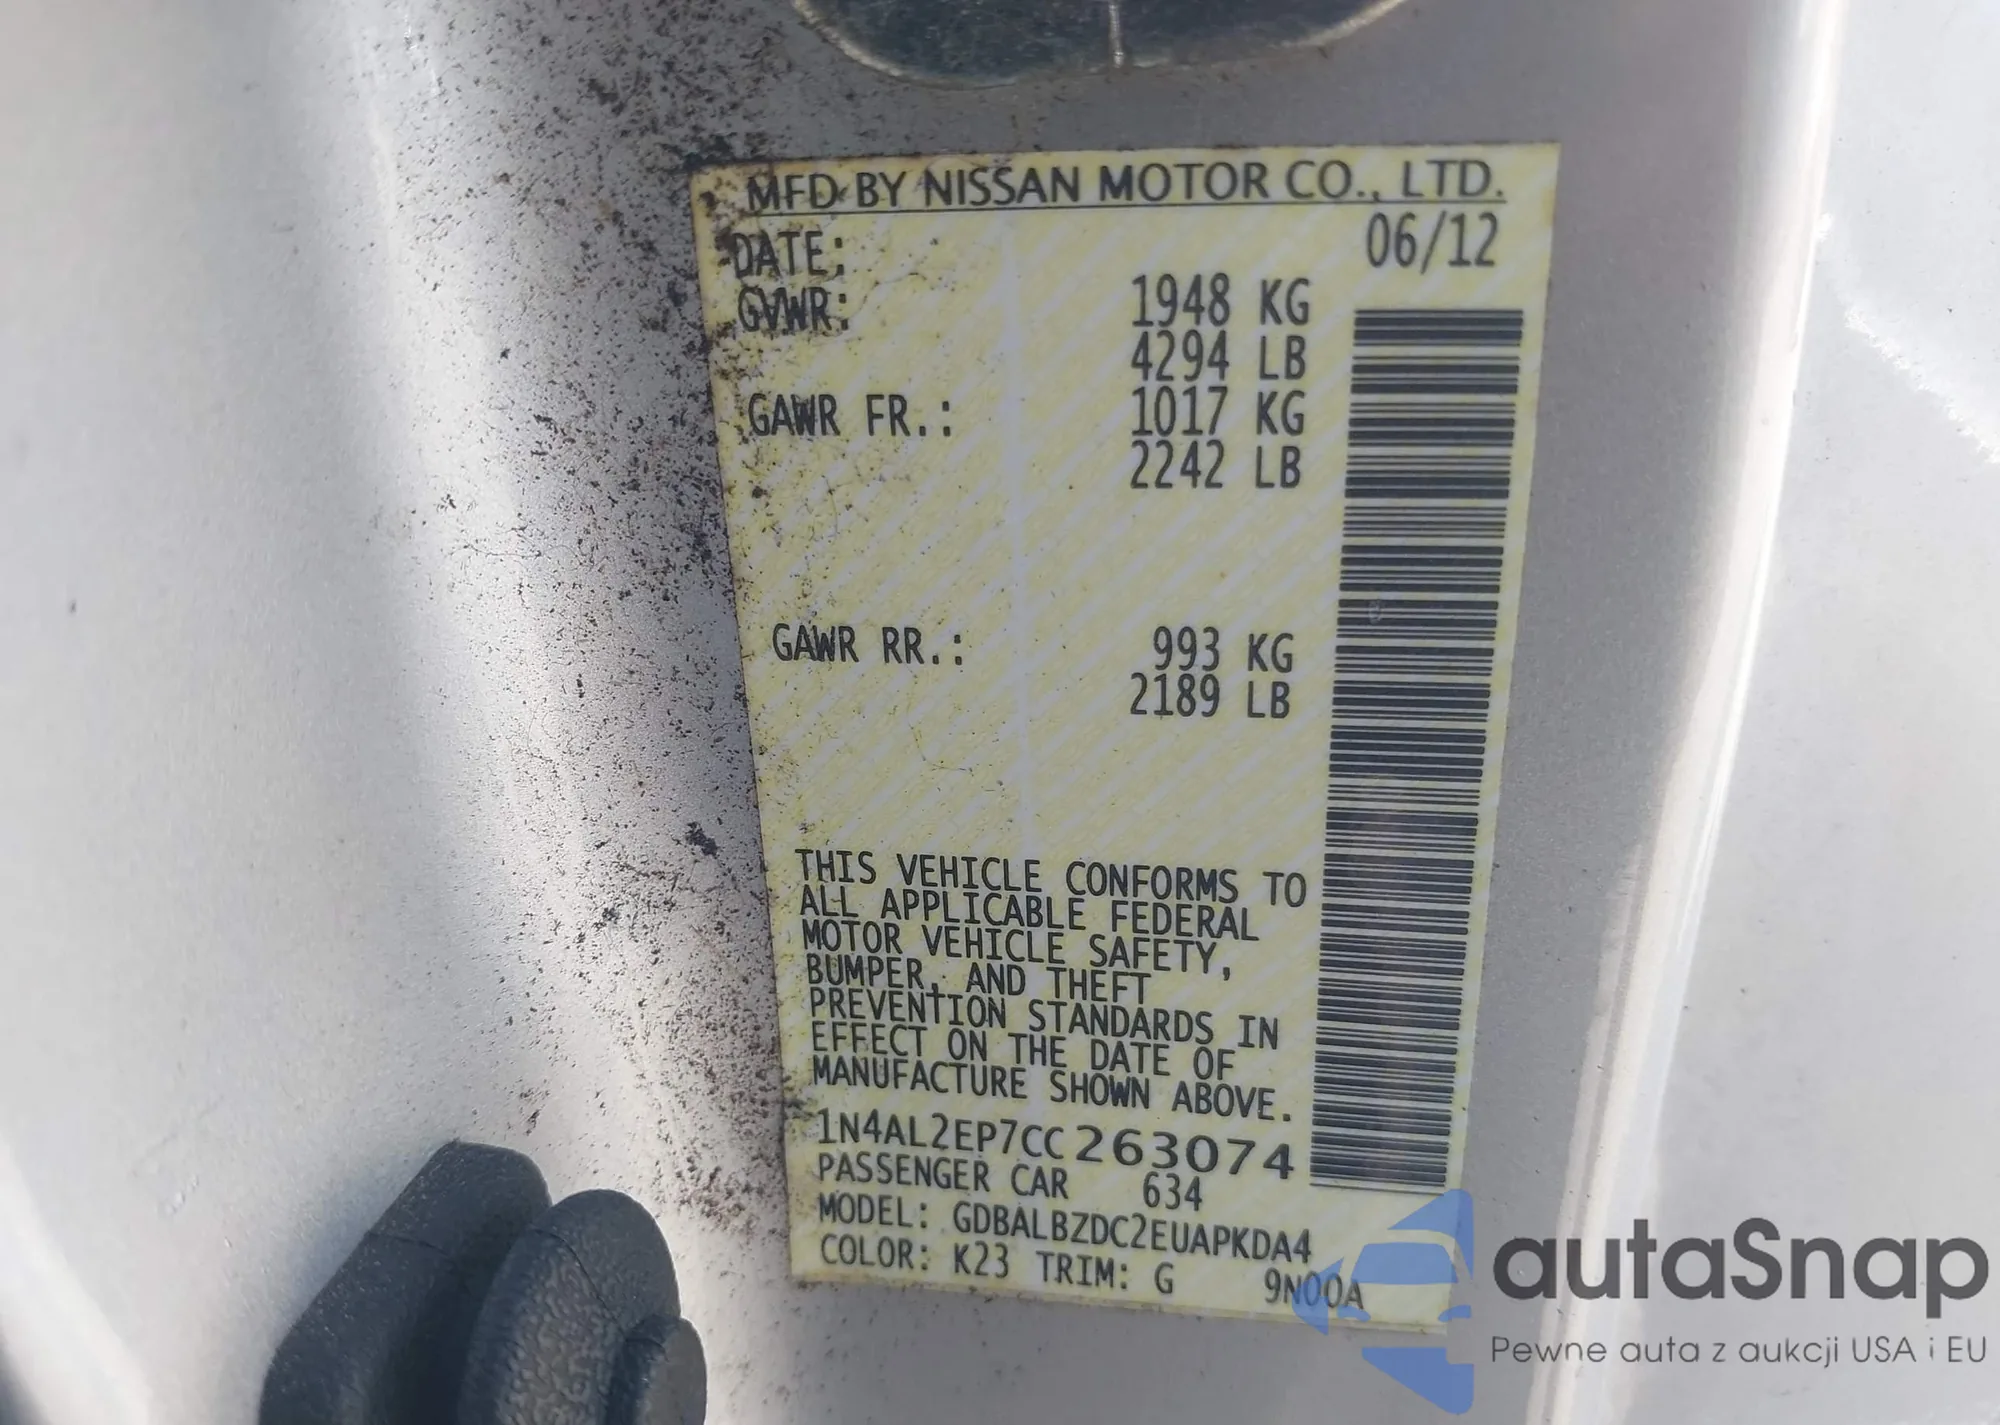 MFD BY NISSAN MOTOR CO., LTD.
DATE: 06/12
GVWR: 1948 KG
4294 LB
GAWR FR.: 1017 KG
2242 LB
GAWR RR.: 993 KG
2189 LB
THIS VEHICLE CONFORMS TO
ALL APPLICABLE FEDERAL
MOTOR VEHICLE SAFETY,
BUMPER, AND THEFT
PREVENTION STANDARDS IN
EFFECT ON THE DATE OF
MANUFACTURE SHOWN ABOVE.
1N4AL2EP7CC263074
PASSENGER CAR 634
MODEL: GDBALBZDC2EUAPKDA4
COLOR: K23 TRIM: G 9N00A
autaSnap
Pewne auta z aukcji USA i EU